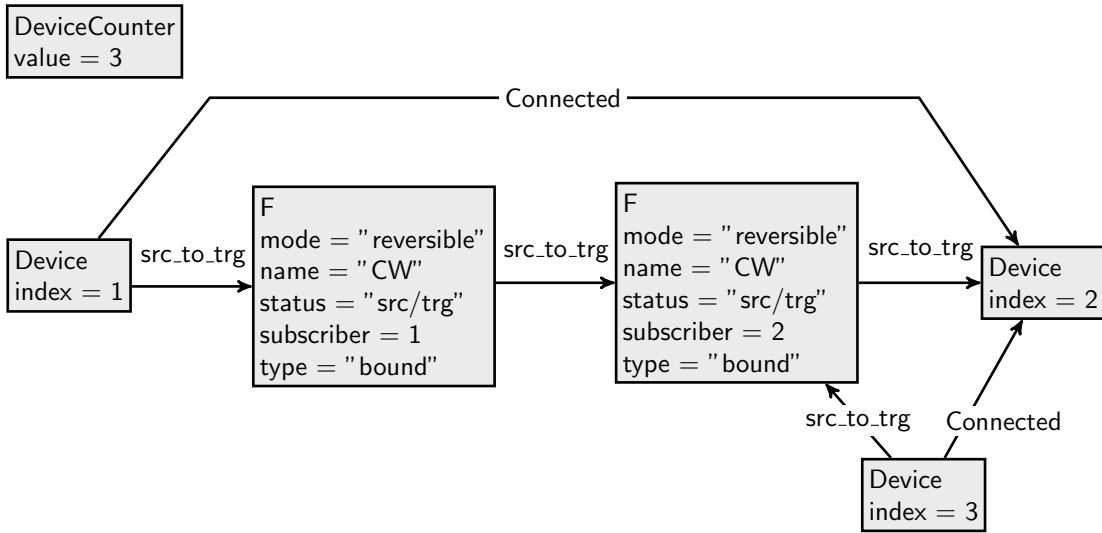 DeviceCounter
value = 3
Connected
F
mode = "reversible"
name = "CW"
status = "src/trg"
subscriber = 1
type = "bound"
F
mode = "reversible"
name = "CW"
status = "src/trg"
subscriber = 2
type = "bound"
Device
index = 1
src_to_trg
src_to_trg
src_to_trg
Device
index = 2
src_to_trg
Connected
Device
index = 3